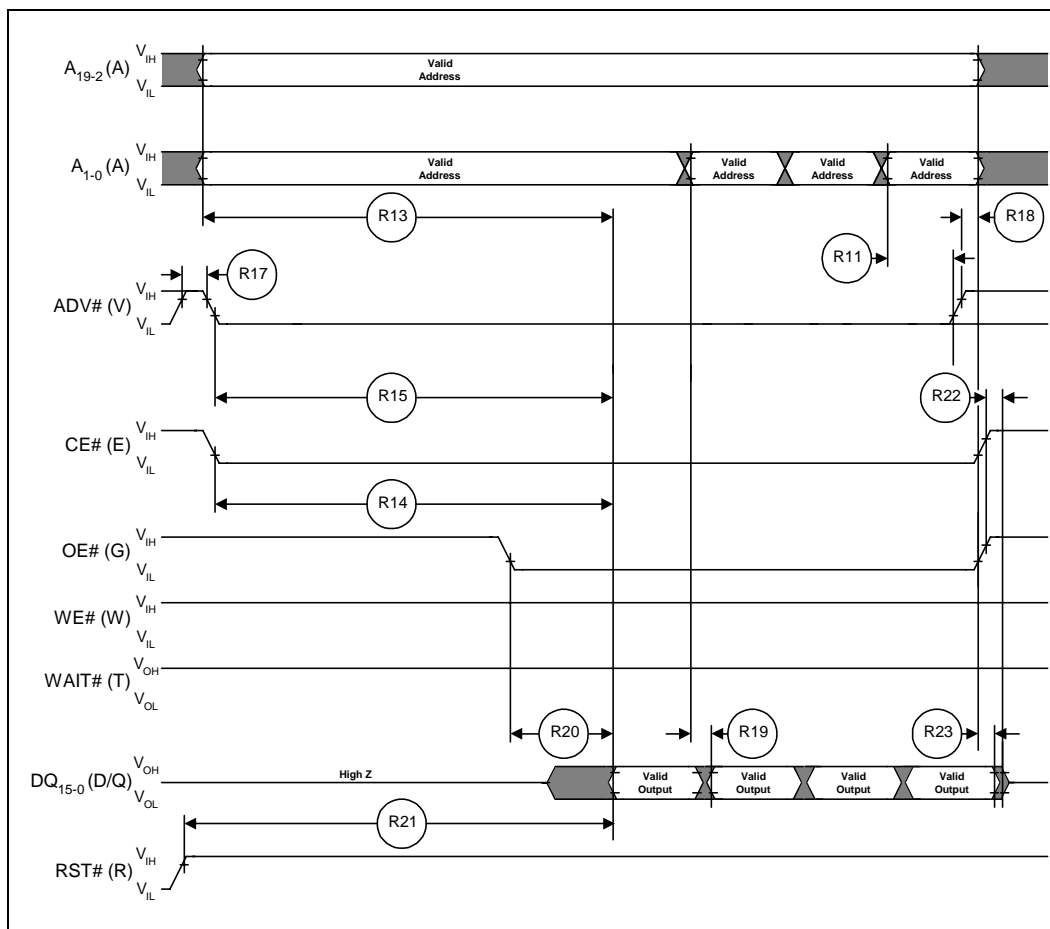 A19-2 (A)
VIH
VIL
Valid
Address
A1-0 (A)
VIH
VIL
Valid
Address
Valid
Address
Valid
Address
Valid
Address
R13
R18
R11
R17
ADV# (V)
VIH
VIL
R15
R22
CE# (E)
VIH
VIL
R14
OE# (G)
VIH
VIL
WE# (W)
VIH
VIL
WAIT# (T)
VOH
VOL
R20
R19
R23
DQ15-0 (D/Q)
VOH
VOL
High Z
Valid
Output
Valid
Output
Valid
Output
Valid
Output
R21
RST# (R)
VIH
VIL